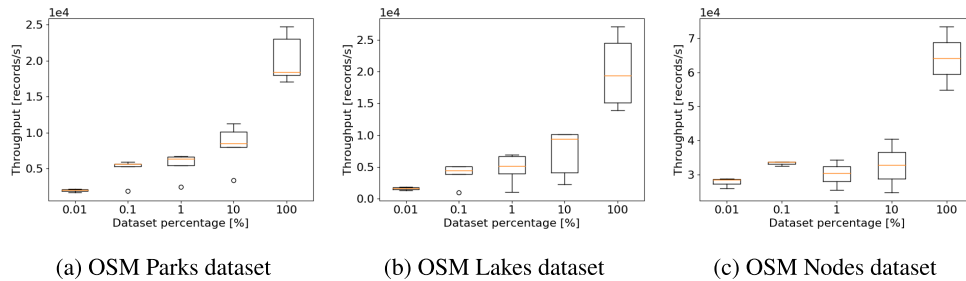 1e4
Throughput [records/s]
2.5
2.0
1.5
1.0
0.5
0.01 0.1 1 10 100
Dataset percentage [%]
(a) OSM Parks dataset
1e4
Throughput [records/s]
2.5
2.0
1.5
1.0
0.5
0.0
0.01 0.1 1 10 100
Dataset percentage [%]
(b) OSM Lakes dataset
1e4
Throughput [records/s]
7
6
5
4
3
0.01 0.1 1 10 100
Dataset percentage [%]
(c) OSM Nodes dataset